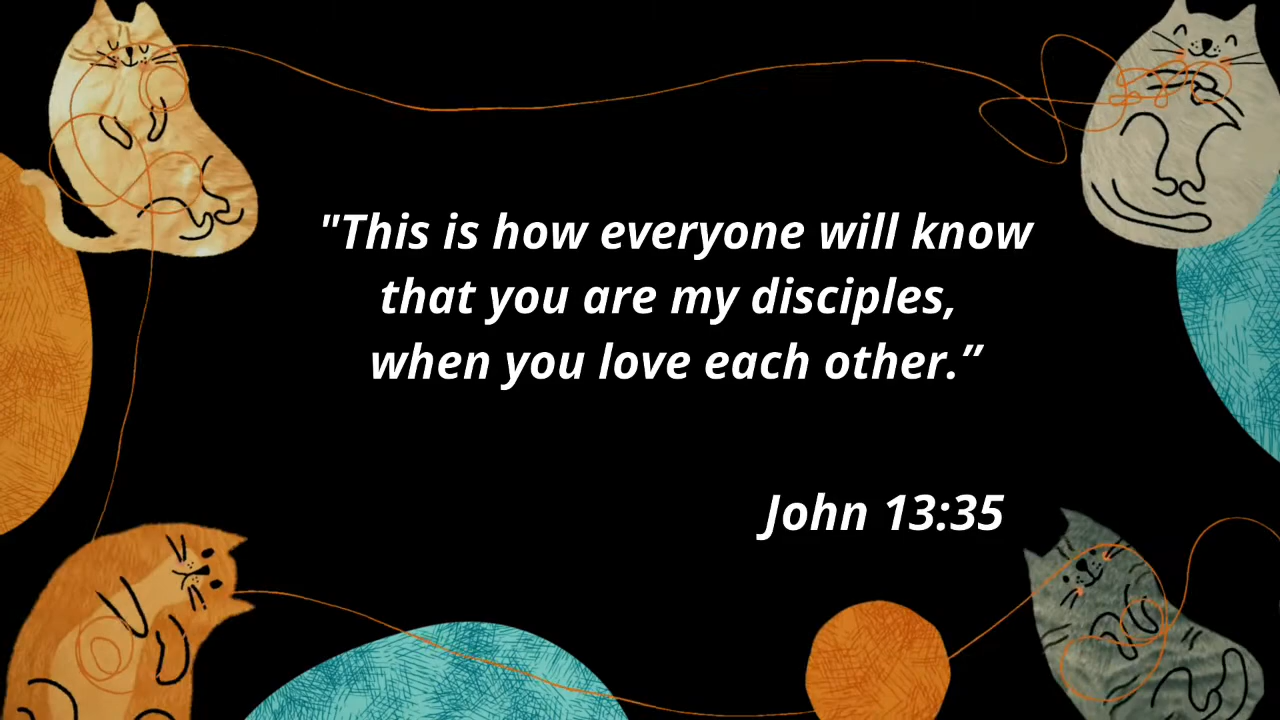 "This is how everyone will know
that you are my disciples,
when you love each other.”
John 13:35